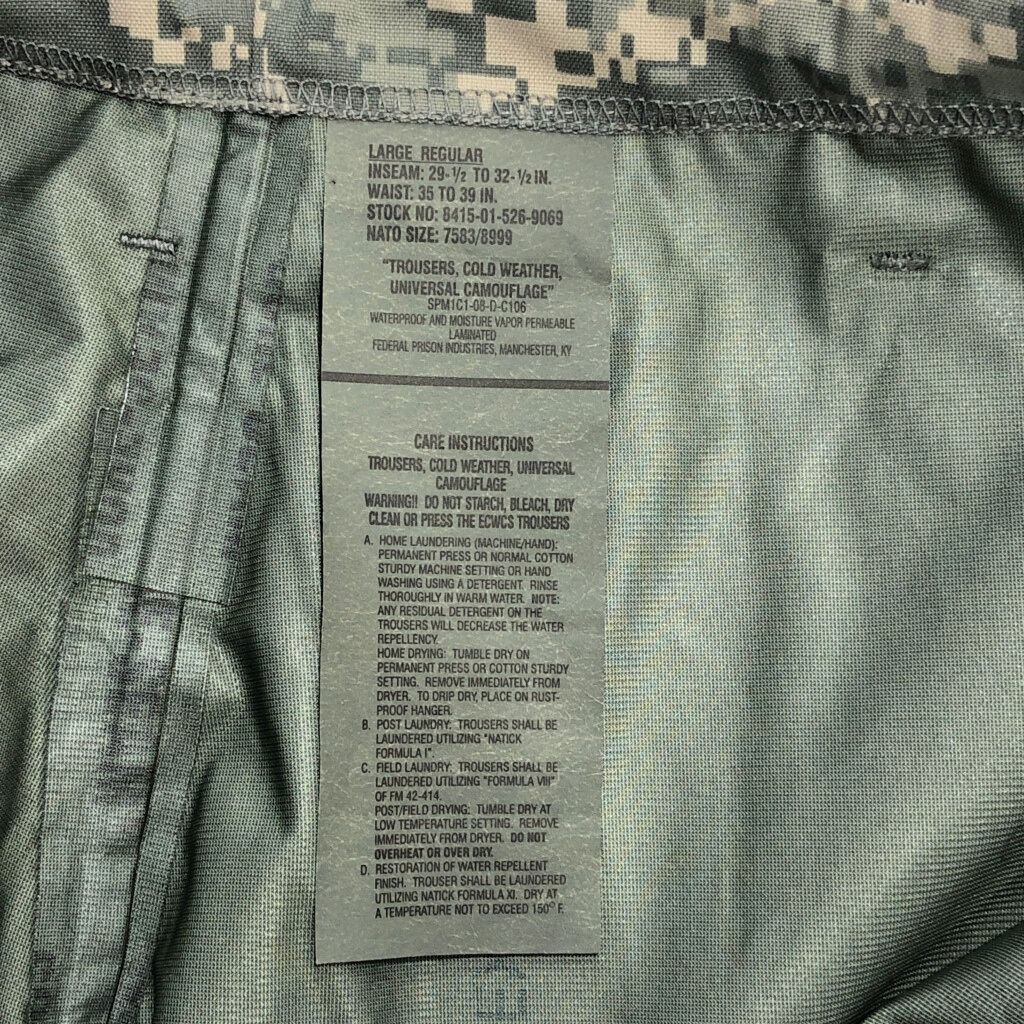 LARGE REGULAR
INSEAM: 29-1/2 TO 32-1/2 IN.
WAIST: 35 TO 39 IN.
STOCK NO: 8415-01-526-9069
NATO SIZE: 7583/8999
"TROUSERS, COLD WEATHER,
UNIVERSAL CAMOUFLAGE"
SPM1C1-08-D-C106
WATERPROOF AND MOISTURE VAPOR PERMEABLE
LAMINATED
FEDERAL PRISON INDUSTRIES, MANCHESTER, KY
CARE INSTRUCTIONS
TROUSERS, COLD WEATHER, UNIVERSAL
CAMOUFLAGE
WARNING!! DO NOT STARCH, BLEACH, DRY
CLEAN OR PRESS THE ECWCS TROUSERS
A. HOME LAUNDERING (MACHINE/HAND):
PERMANENT PRESS OR NORMAL COTTON
STURDY MACHINE SETTING OR HAND
WASHING USING A DETERGENT. RINSE
THOROUGHLY IN WARM WATER. NOTE:
ANY RESIDUAL DETERGENT ON THE
TROUSERS WILL DECREASE THE WATER
REPELLENCY.
HOME DRYING: TUMBLE DRY ON
PERMANENT PRESS OR COTTON STURDY
SETTING. REMOVE IMMEDIATELY FROM
DRYER. TO DRIP DRY, PLACE ON RUST-
PROOF HANGER.
B. POST LAUNDRY: TROUSERS SHALL BE
LAUNDERED UTILIZING "NATICK
FORMULA I".
C. FIELD LAUNDRY: TROUSERS SHALL BE
LAUNDERED UTILIZING "FORMULA VIII"
OF FM 42-414.
POST/FIELD DRYING: TUMBLE DRY AT
LOW TEMPERATURE SETTING. REMOVE
IMMEDIATELY FROM DRYER. DO NOT
OVERHEAT OR OVER DRY.
D. RESTORATION OF WATER REPELLENT
FINISH. TROUSER SHALL BE LAUNDERED
UTILIZING NATICK FORMULA XI. DRY AT
A TEMPERATURE NOT TO EXCEED 150° F.